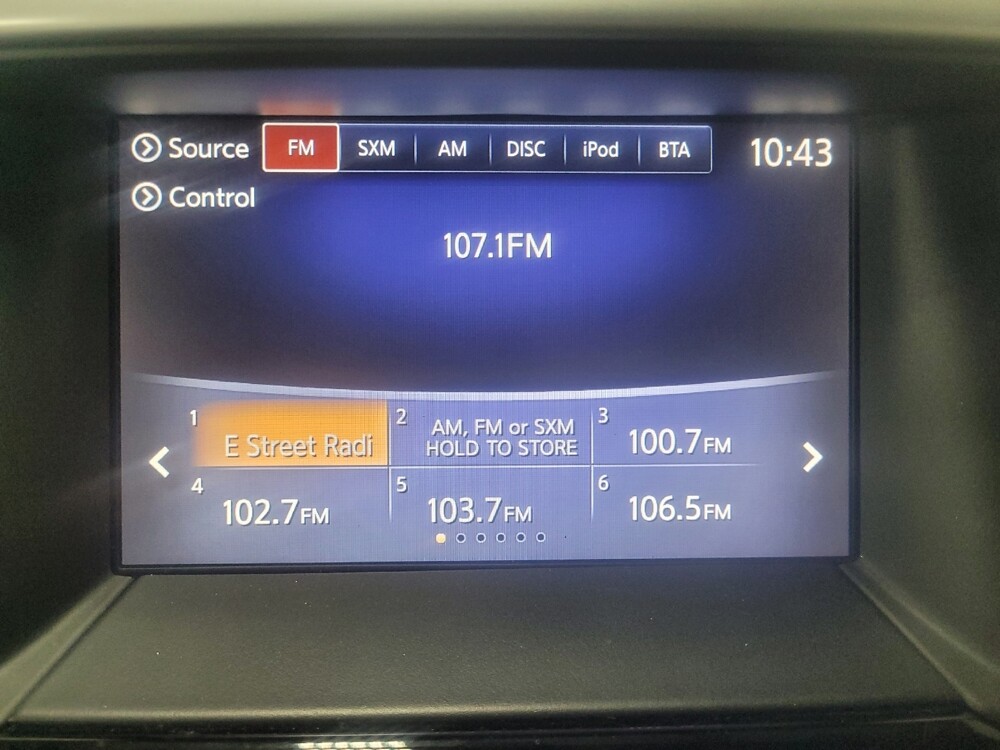 Source FM SXM AM DISC iPod BTA 10:43
Control
107.1FM
1 E Street Radi
2 AM, FM or SXM
HOLD TO STORE
3 100.7FM
4 102.7FM
5 103.7FM
6 106.5FM